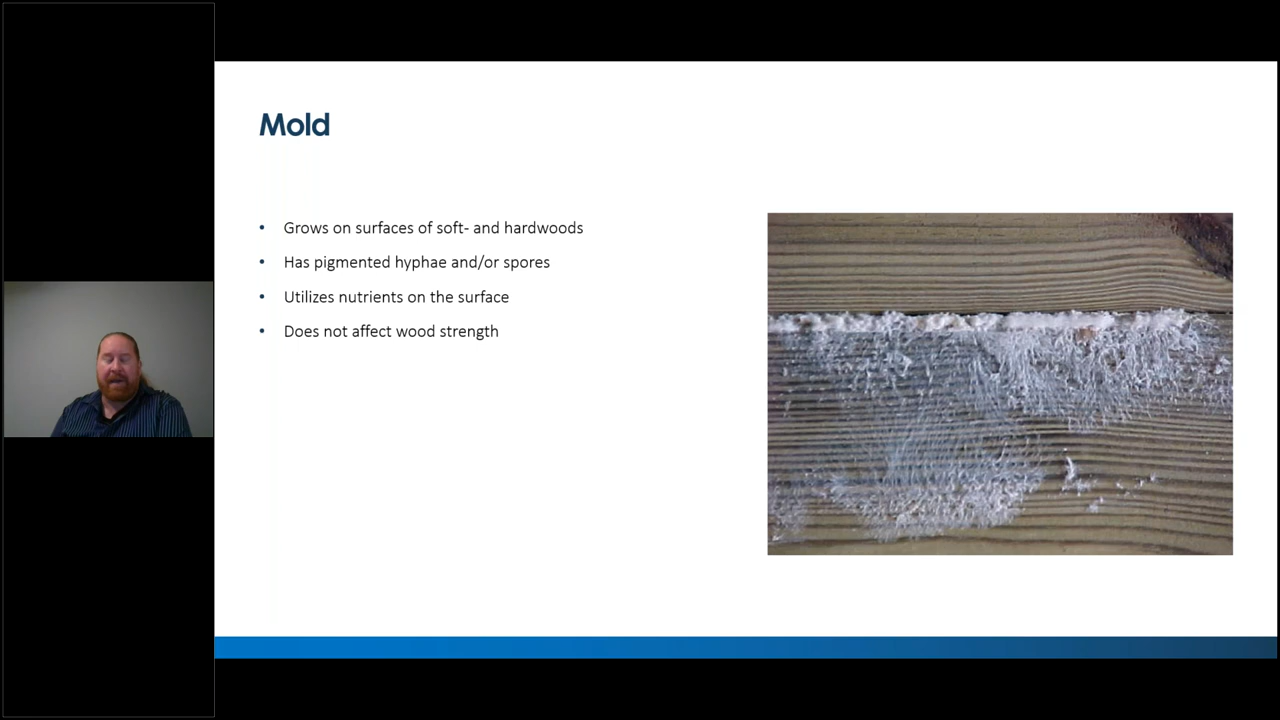 Mold
• Grows on surfaces of soft- and hardwoods
• Has pigmented hyphae and/or spores
• Utilizes nutrients on the surface
• Does not affect wood strength